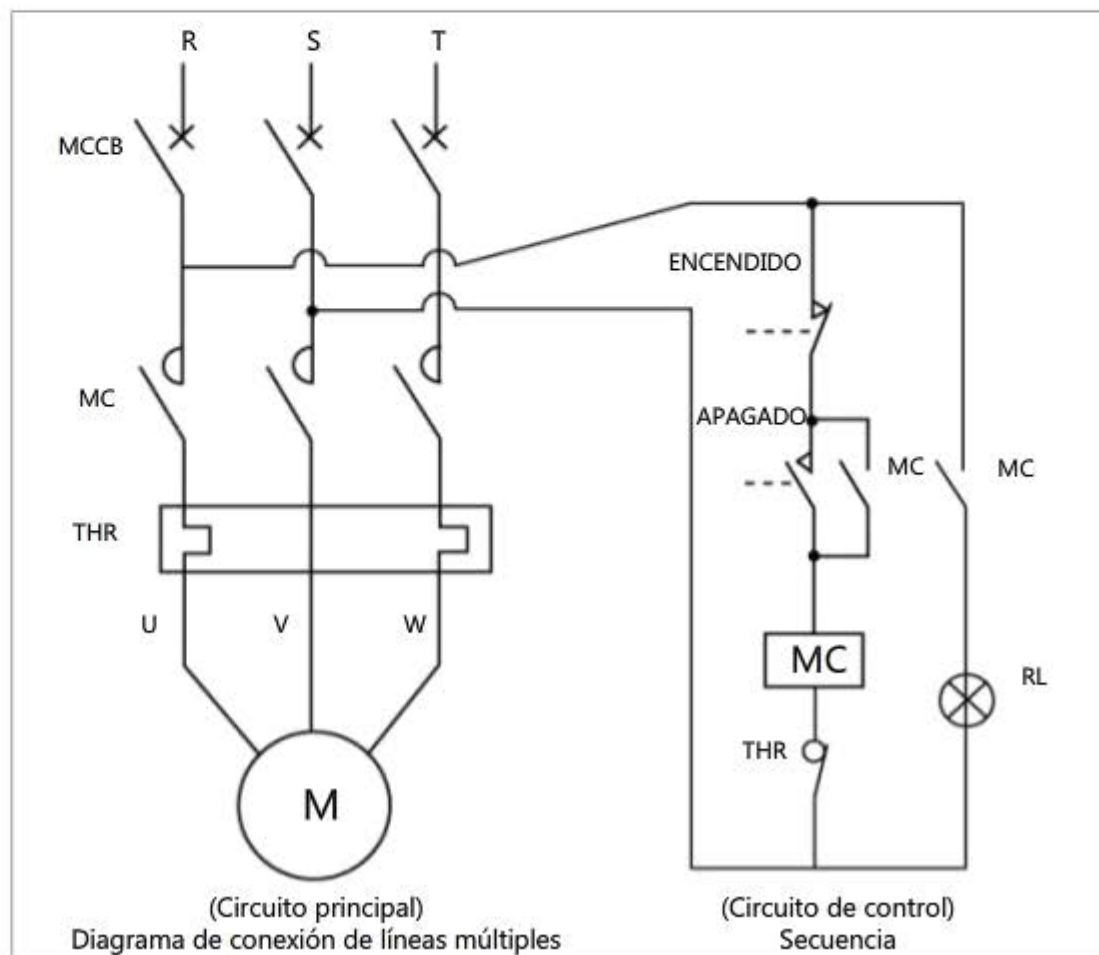 R S T
MCCB
ENCENDIDO
MC
APAGADO
MC MC
THR
U V W
MC
RL
THR
M
(Circuito principal)
Diagrama de conexión de líneas múltiples
(Circuito de control)
Secuencia